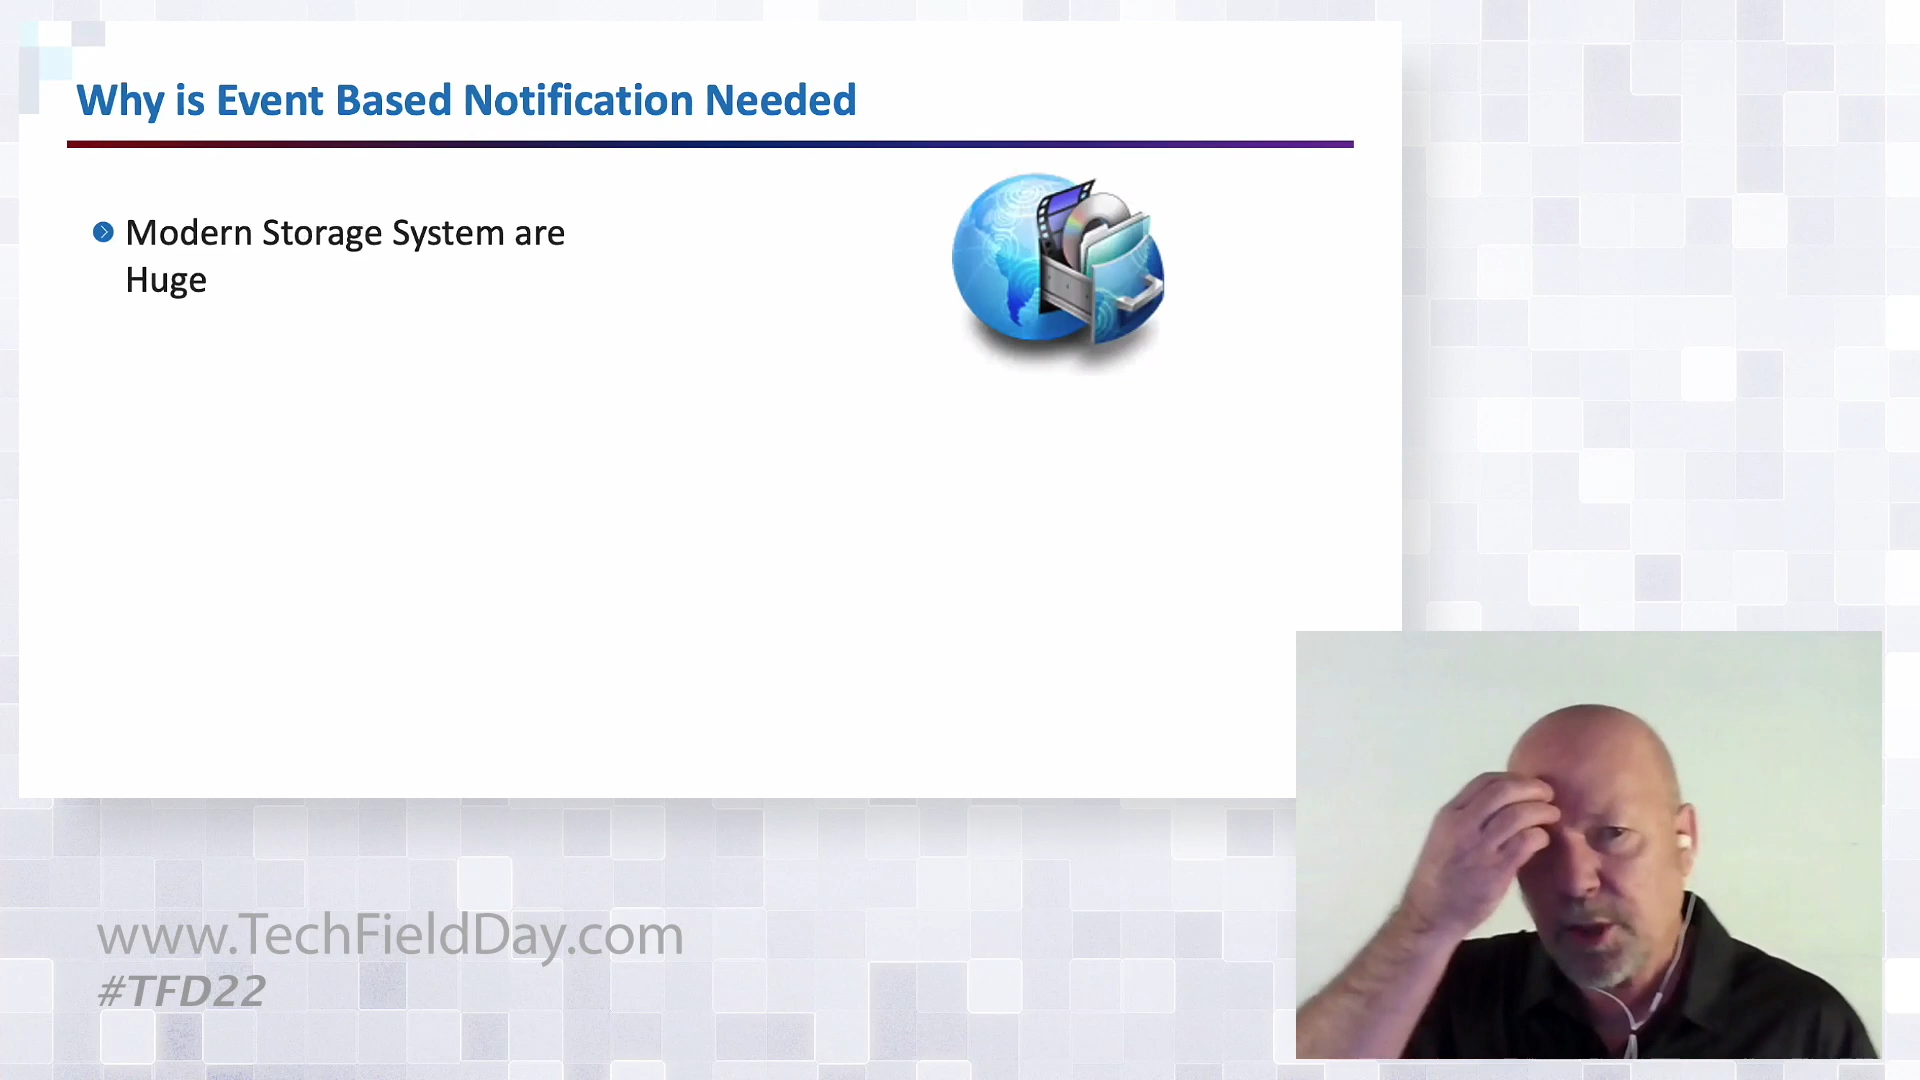 Why is Event Based Notification Needed
Modern Storage System are
Huge
www.TechFieldDay.com
#TFD22